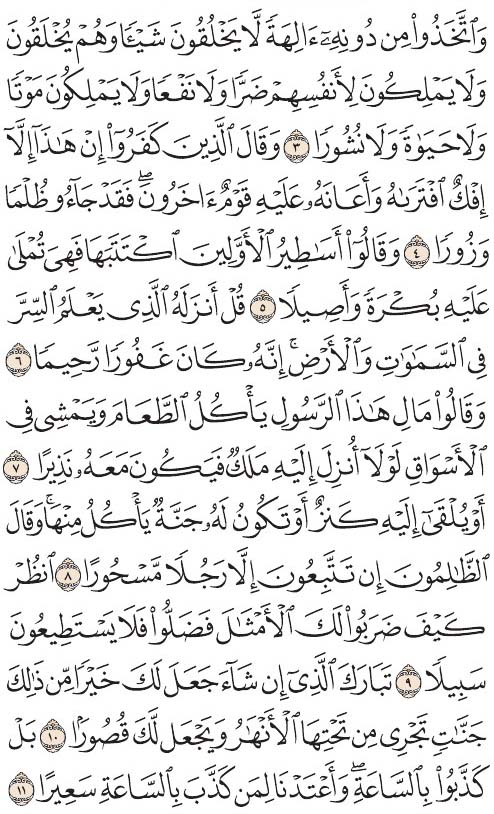 وَٱتَّخَذُوا۟ مِن دُونِهِۦٓ ءَالِهَةً لَّا يَخْلُقُونَ شَيْـًٔا وَهُمْ يُخْلَقُونَ
وَلَا يَمْلِكُونَ لِأَنفُسِهِمْ ضَرًّا وَلَا نَفْعًا وَلَا يَمْلِكُونَ مَوْتًا
وَلَا حَيَوٰةً وَلَا نُشُورًا ٣ وَقَالَ ٱلَّذِينَ كَفَرُوٓا۟ إِنْ هَـٰذَآ إِلَّآ
إِفْكٌ ٱفْتَرَىٰهُ وَأَعَانَهُۥ عَلَيْهِ قَوْمٌ ءَاخَرُونَ ۖ فَقَدْ جَآءُو ظُلْمًا
وَزُورًا ٤ وَقَالُوٓا۟ أَسَـٰطِيرُ ٱلْأَوَّلِينَ ٱكْتَتَبَهَا فَهِىَ تُمْلَىٰ
عَلَيْهِ بُكْرَةً وَأَصِيلًا ٥ قُلْ أَنزَلَهُ ٱلَّذِى يَعْلَمُ ٱلسِّرَّ
فِى ٱلسَّمَـٰوَٰتِ وَٱلْأَرْضِ ۚ إِنَّهُۥ كَانَ غَفُورًا رَّحِيمًا ٦
وَقَالُوا۟ مَالِ هَـٰذَا ٱلرَّسُولِ يَأْكُلُ ٱلطَّعَامَ وَيَمْشِى فِى
ٱلْأَسْوَاقِ ۙ لَوْلَآ أُنزِلَ إِلَيْهِ مَلَكٌ فَيَكُونَ مَعَهُۥ نَذِيرًا ٧
أَوْ يُلْقَىٰٓ إِلَيْهِ كَنزٌ أَوْ تَكُونُ لَهُۥ جَنَّةٌ يَأْكُلُ مِنْهَا ۚ وَقَالَ
ٱلظَّـٰلِمُونَ إِن تَتَّبِعُونَ إِلَّا رَجُلًا مَّسْحُورًا ٨ ٱنظُرْ
كَيْفَ ضَرَبُوا۟ لَكَ ٱلْأَمْثَـٰلَ فَضَلُّوا۟ فَلَا يَسْتَطِيعُونَ
سَبِيلًا ٩ تَبَارَكَ ٱلَّذِىٓ إِن شَآءَ جَعَلَ لَكَ خَيْرًا مِّن ذَٰلِكَ
جَنَّـٰتٍ تَجْرِى مِن تَحْتِهَا ٱلْأَنْهَـٰرُ وَيَجْعَل لَّكَ قُصُورًۢا ١٠ بَلْ
كَذَّبُوا۟ بِٱلسَّاعَةِ ۖ وَأَعْتَدْنَا لِمَن كَذَّبَ بِٱلسَّاعَةِ سَعِيرًا ١١